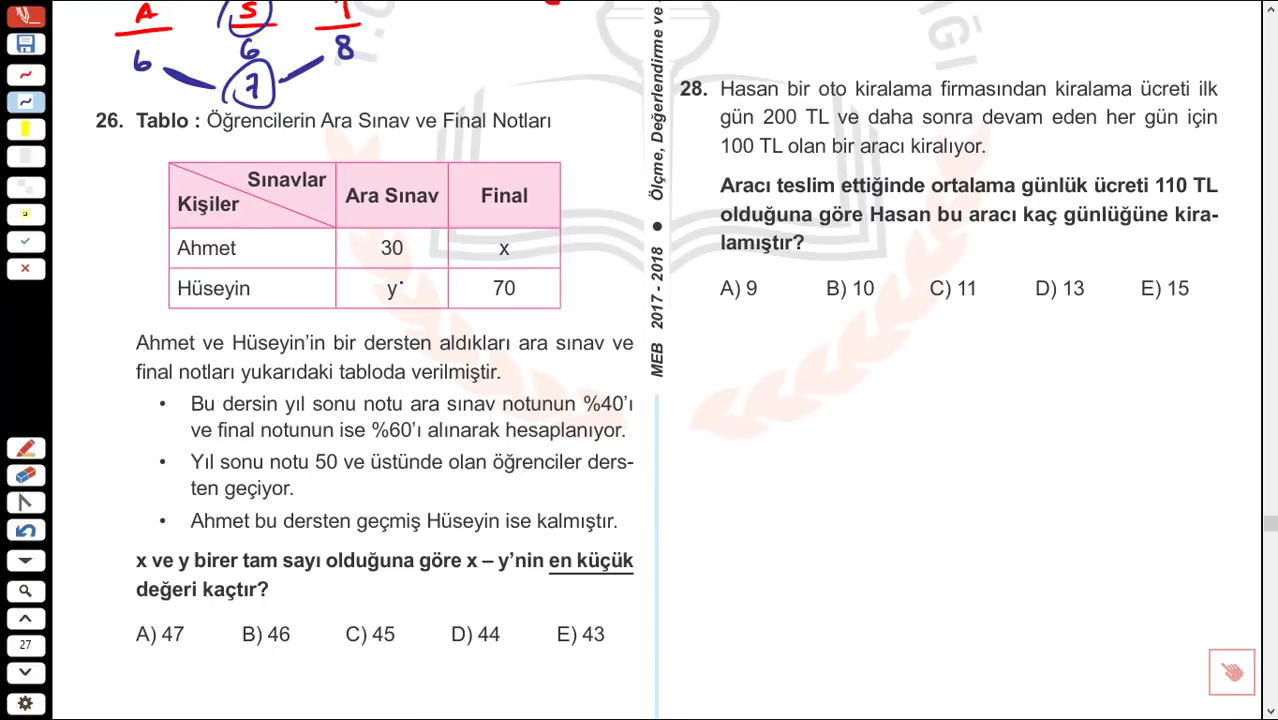 A S 1
6 6 8
7
26. Tablo : Öğrencilerin Ara Sınav ve Final Notları
Sınavlar
Kişiler
Ara Sınav Final
Ahmet 30 x
Hüseyin y 70
Ahmet ve Hüseyin’in bir dersten aldıkları ara sınav ve
final notları yukarıdaki tabloda verilmiştir.
• Bu dersin yıl sonu notu ara sınav notunun %40’ı
ve final notunun ise %60’ı alınarak hesaplanıyor.
• Yıl sonu notu 50 ve üstünde olan öğrenciler ders-
ten geçiyor.
• Ahmet bu dersten geçmiş Hüseyin ise kalmıştır.
x ve y birer tam sayı olduğuna göre x – y’nin en küçük
değeri kaçtır?
A) 47 B) 46 C) 45 D) 44 E) 43
MEB 2017 - 2018 ● Ölçme, Değerlendirme ve
28. Hasan bir oto kiralama firmasından kiralama ücreti ilk
gün 200 TL ve daha sonra devam eden her gün için
100 TL olan bir aracı kiralıyor.
Aracı teslim ettiğinde ortalama günlük ücreti 110 TL
olduğuna göre Hasan bu aracı kaç günlüğüne kira-
lamıştır?
A) 9 B) 10 C) 11 D) 13 E) 15
27